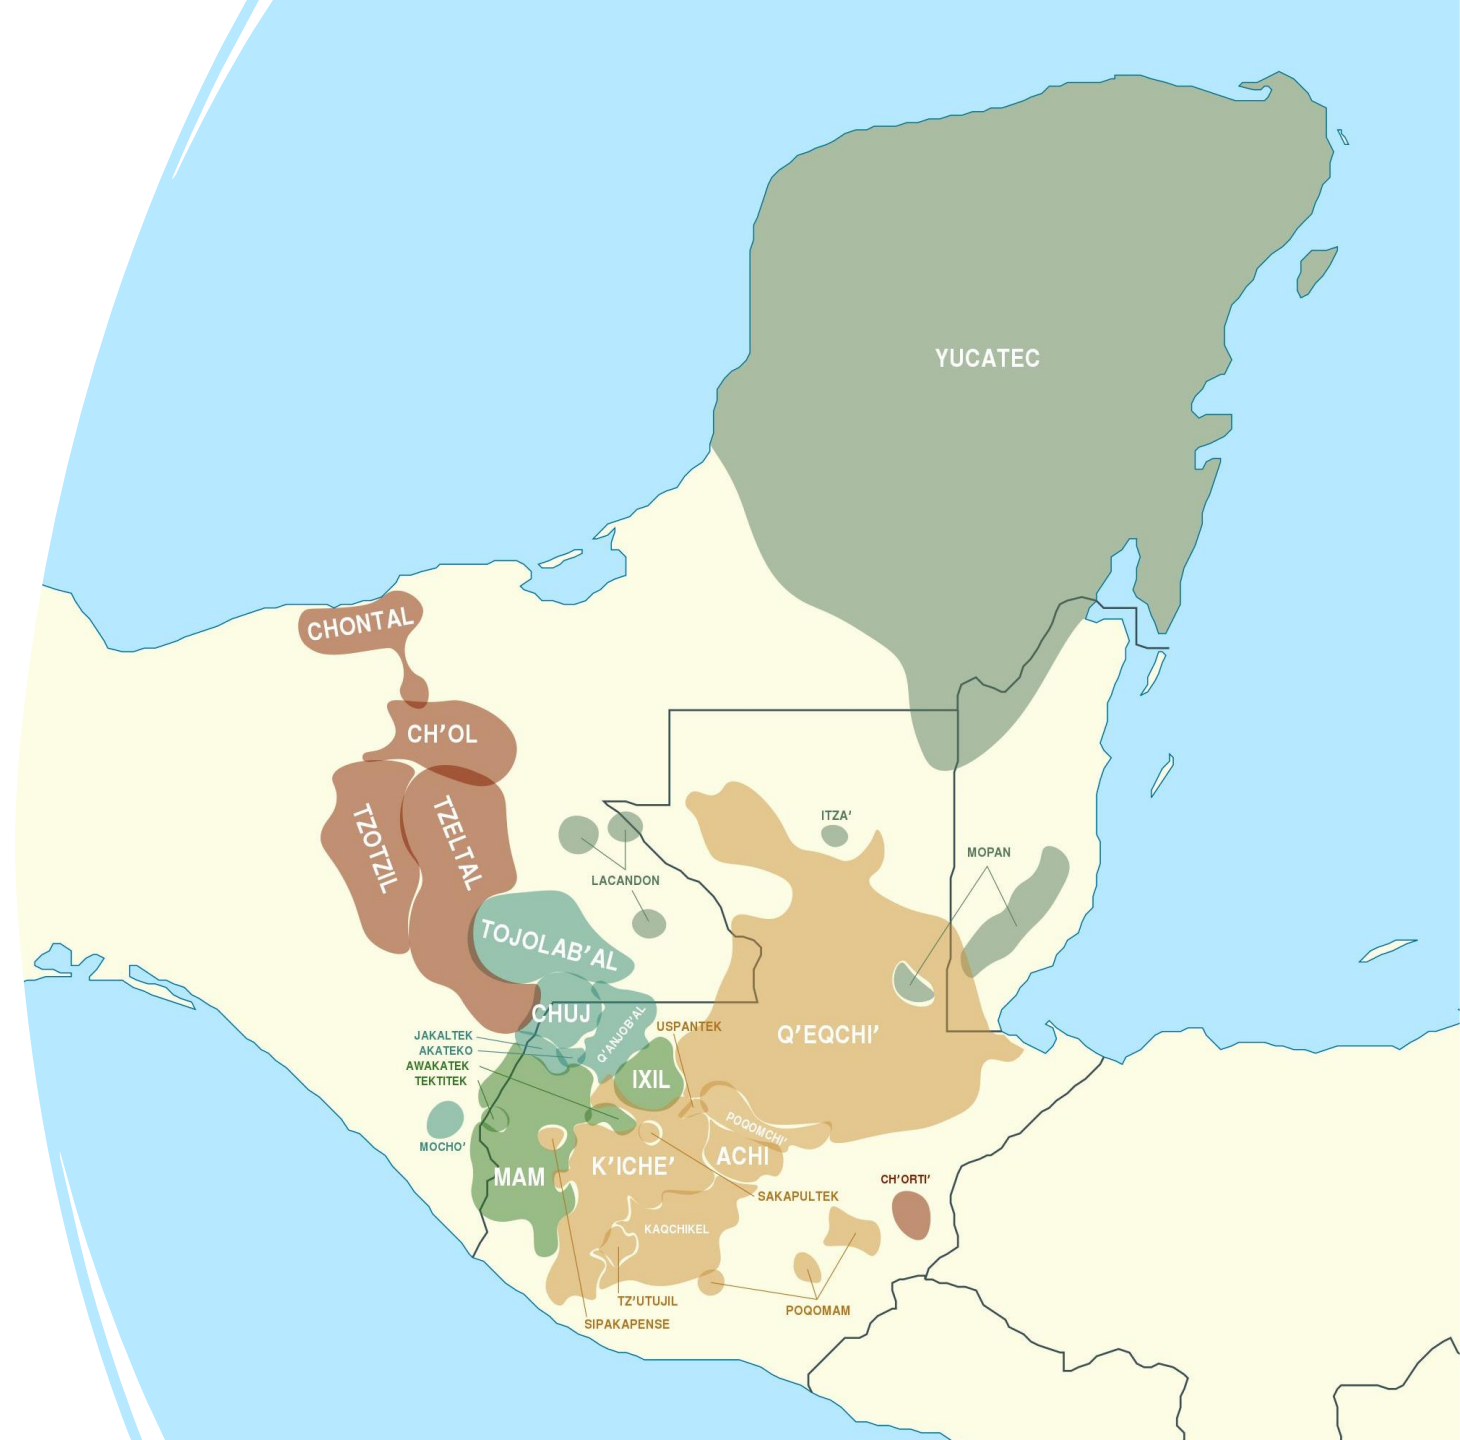 YUCATEC
CHONTAL
CH'OL
TZOTZIL
TZELTAL
ITZA'
MOPAN
LACANDON
TOJOLAB'AL
CHUJ
Q'ANJOB'AL
USPANTEK
Q'EQCHI'
JAKALTEK
AKATEKO
AWAKATEK
TEKTITEK
IXIL
POQOMCHI'
MOCHO'
ACHI
K'ICHE'
MAM
CH'ORTI'
SAKAPULTEK
KAQCHIKEL
TZ'UTUJIL
POQOMAM
SIPAKAPENSE